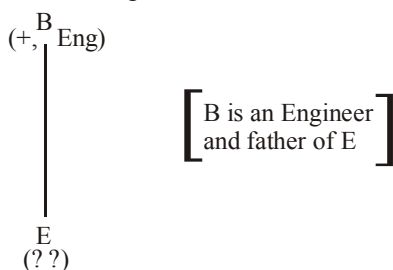 B
(+, Eng)
B is an Engineer
and father of E
E
(? ?)